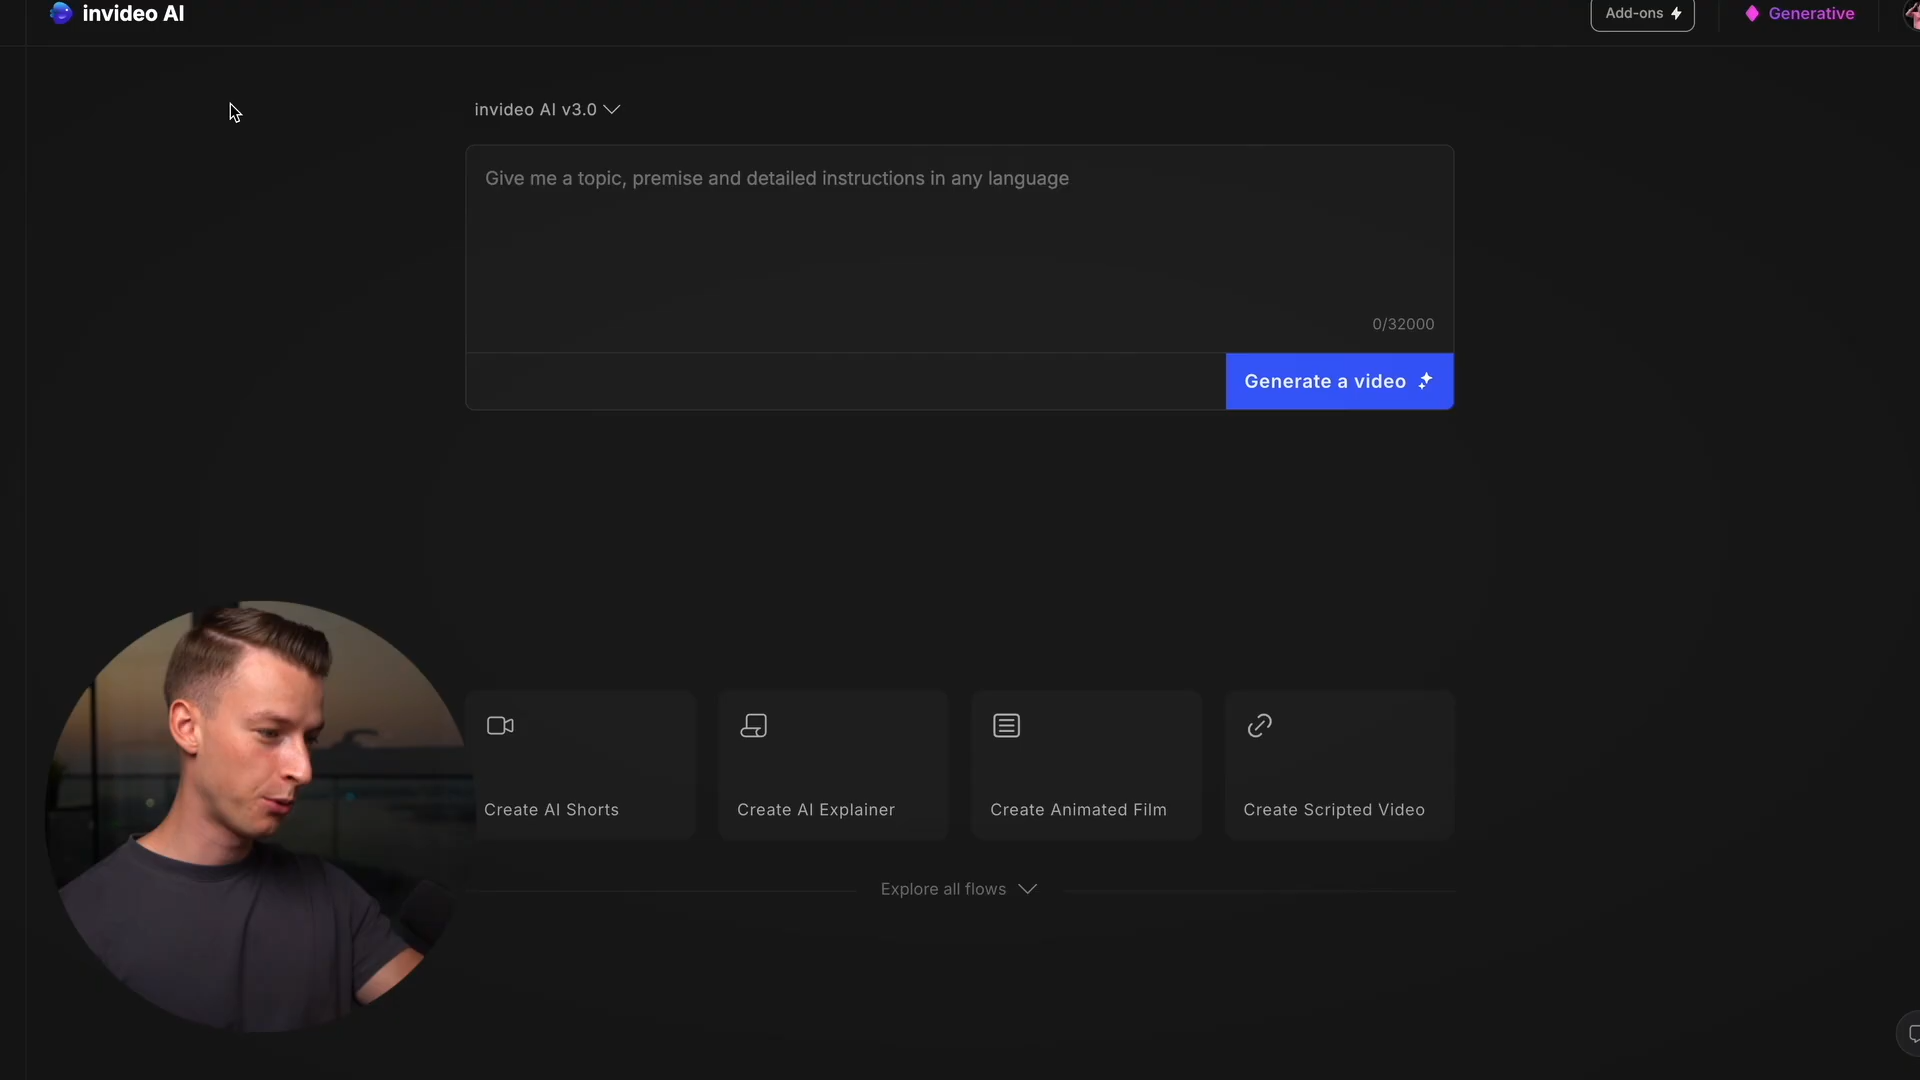 invideo AI
Add-ons
Generative
invideo AI v3.0
Give me a topic, premise and detailed instructions in any language
0/32000
Generate a video
Create AI Shorts
Create AI Explainer
Create Animated Film
Create Scripted Video
Explore all flows